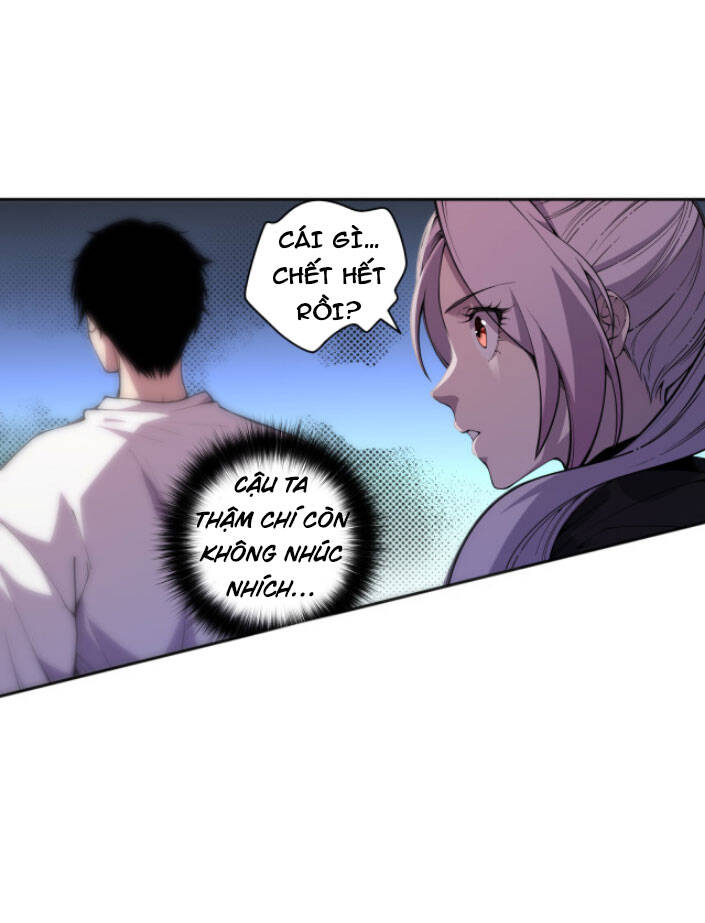 CÁI GÌ...
CHẾT HẾT
RỒI?
CẬU TA
THẬM CHÍ CÒN
KHÔNG NHÚC
NHÍCH...